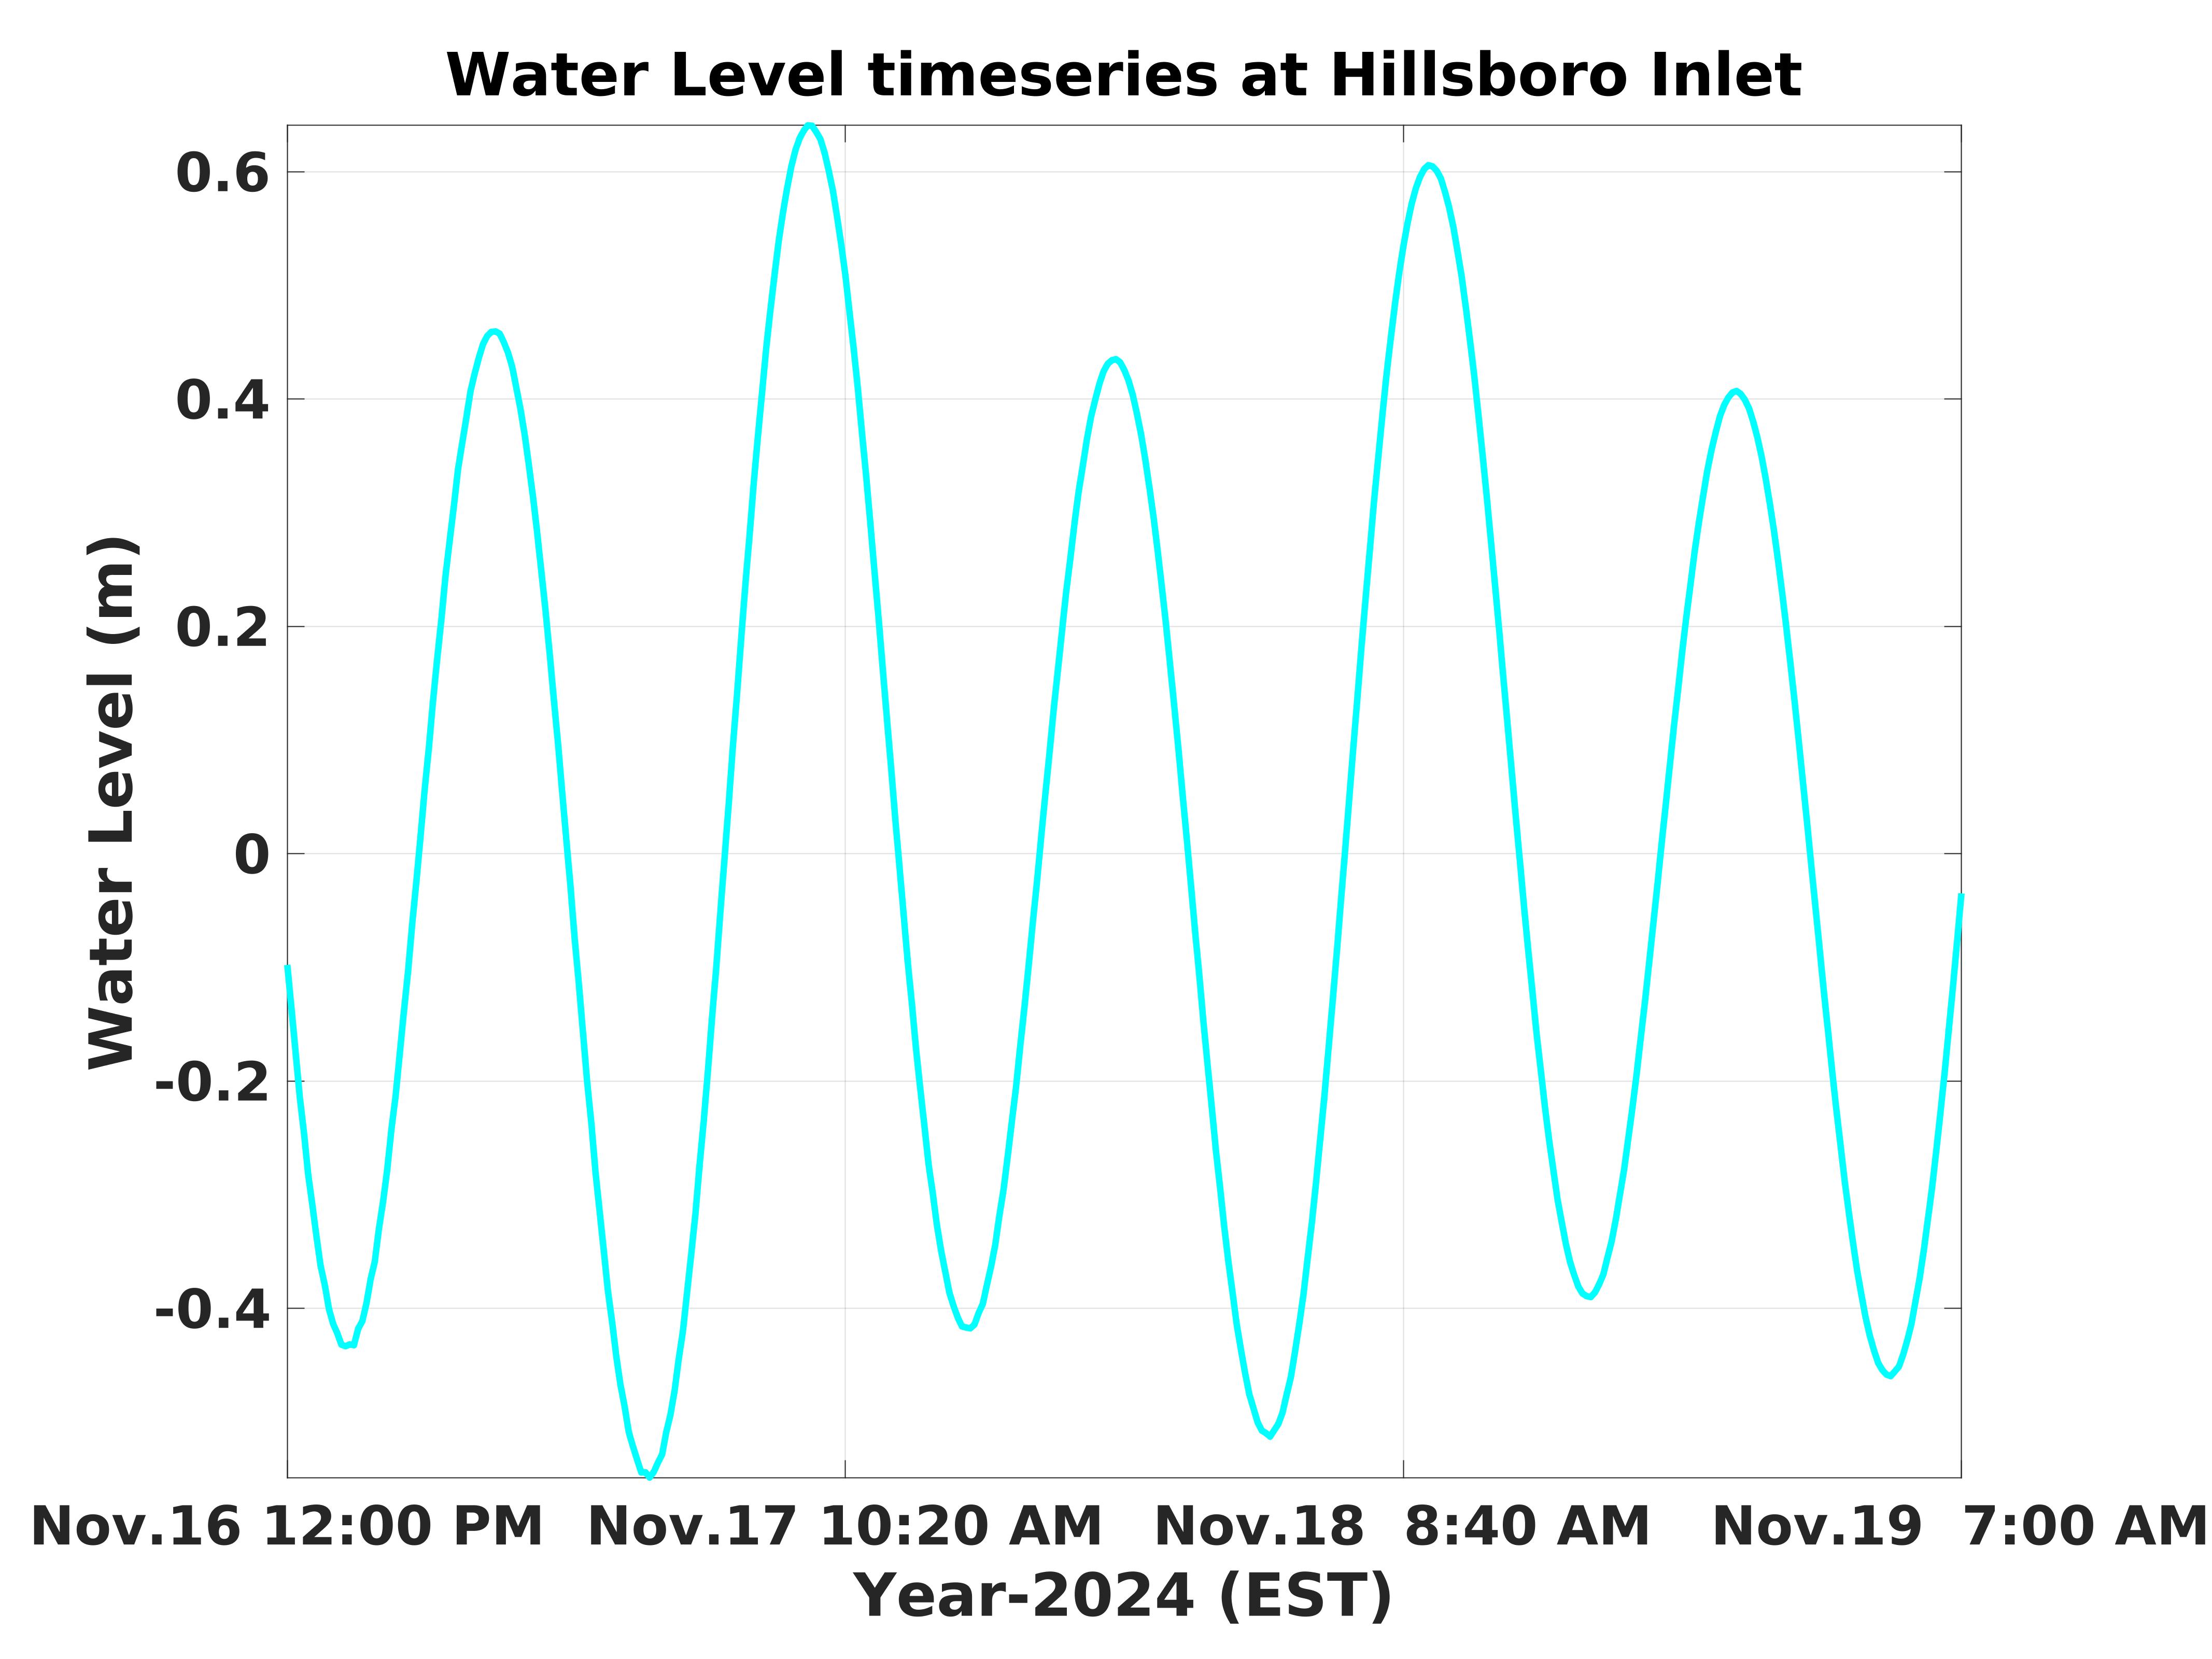 Water Level timeseries at Hillsboro Inlet
0.6
0.4
0.2
0
-0.2
-0.4
Water Level (m)
Nov.16 12:00 PM Nov.17 10:20 AM Nov.18 8:40 AM Nov.19 7:00 AM
Year-2024 (EST)